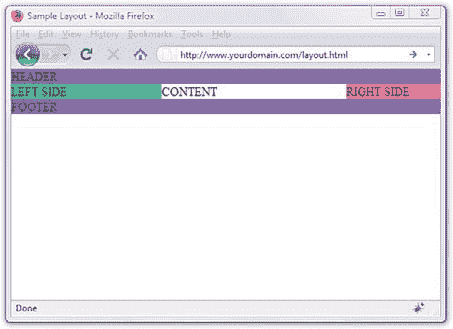 Sample Layout - Mozilla Firefox
File Edit View History Bookmarks Tools Help
http://www.yourdomain.com/layout.html
HEADER
LEFT SIDE CONTENT RIGHT SIDE
FOOTER
Done